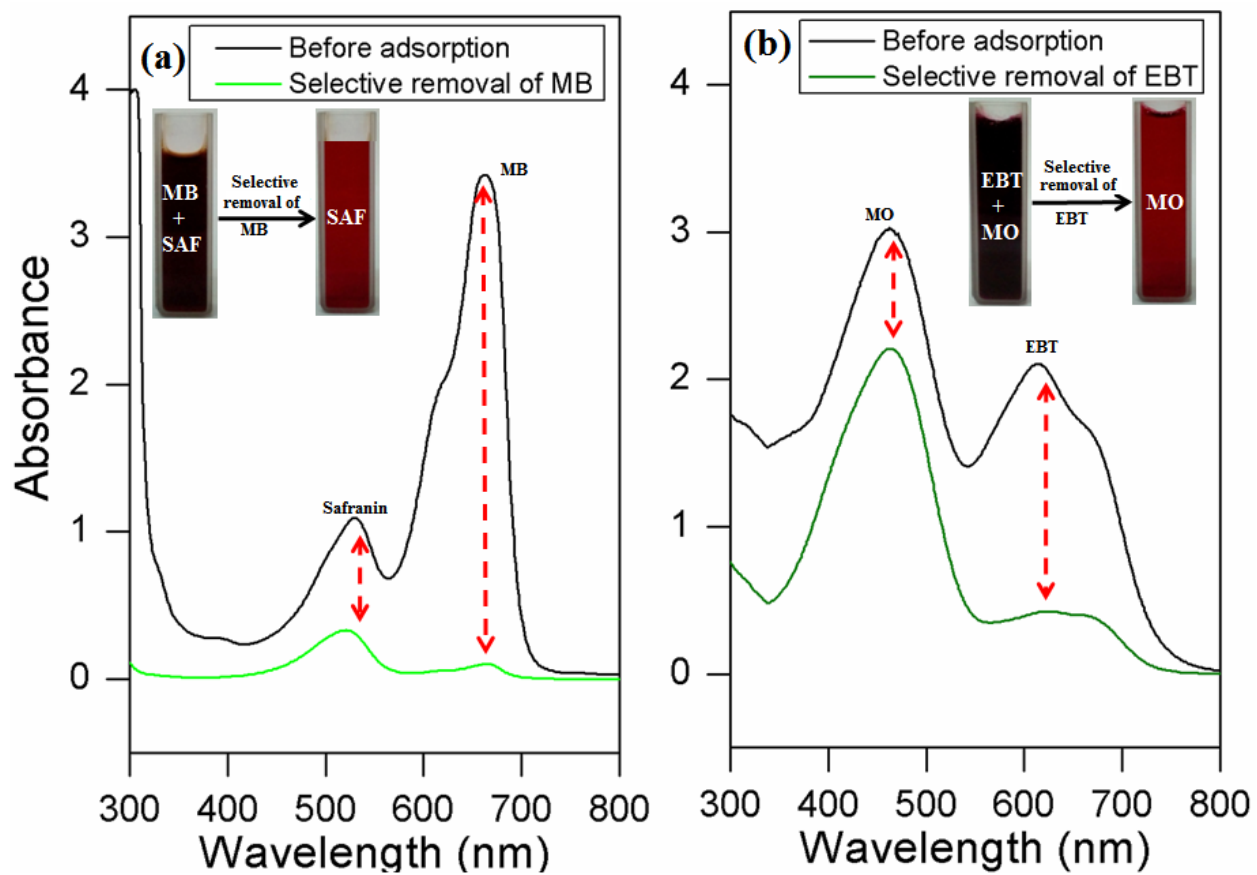 (a)
Before adsorption
Selective removal of MB
4
3
2
1
0
Absorbance
MB
+
SAF
Selective
removal of
MB
SAF
MB
Safranin
300 400 500 600 700 800
Wavelength (nm)
(b)
Before adsorption
Selective removal of EBT
4
3
2
1
0
EBT
+
MO
Selective
removal of
EBT
MO
MO
EBT
300 400 500 600 700 800
Wavelength (nm)